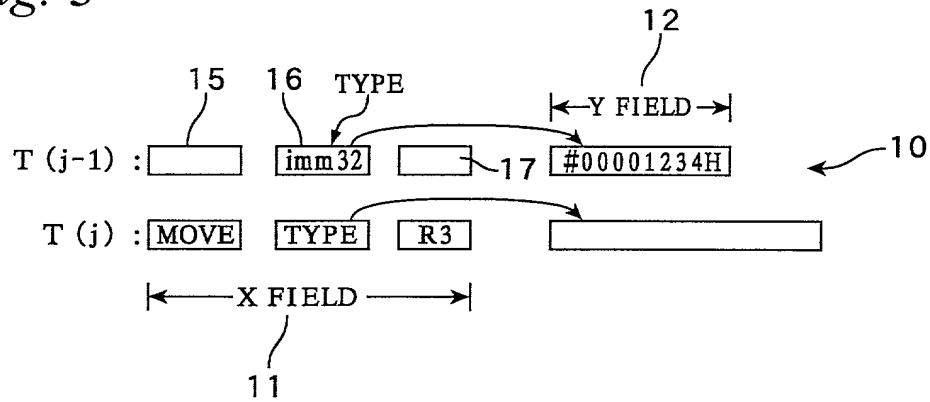 12
15 16 TYPE Y FIELD
T (j-1) : imm32 17 #00001234H 10
T (j) : MOVE TYPE R3
X FIELD
11